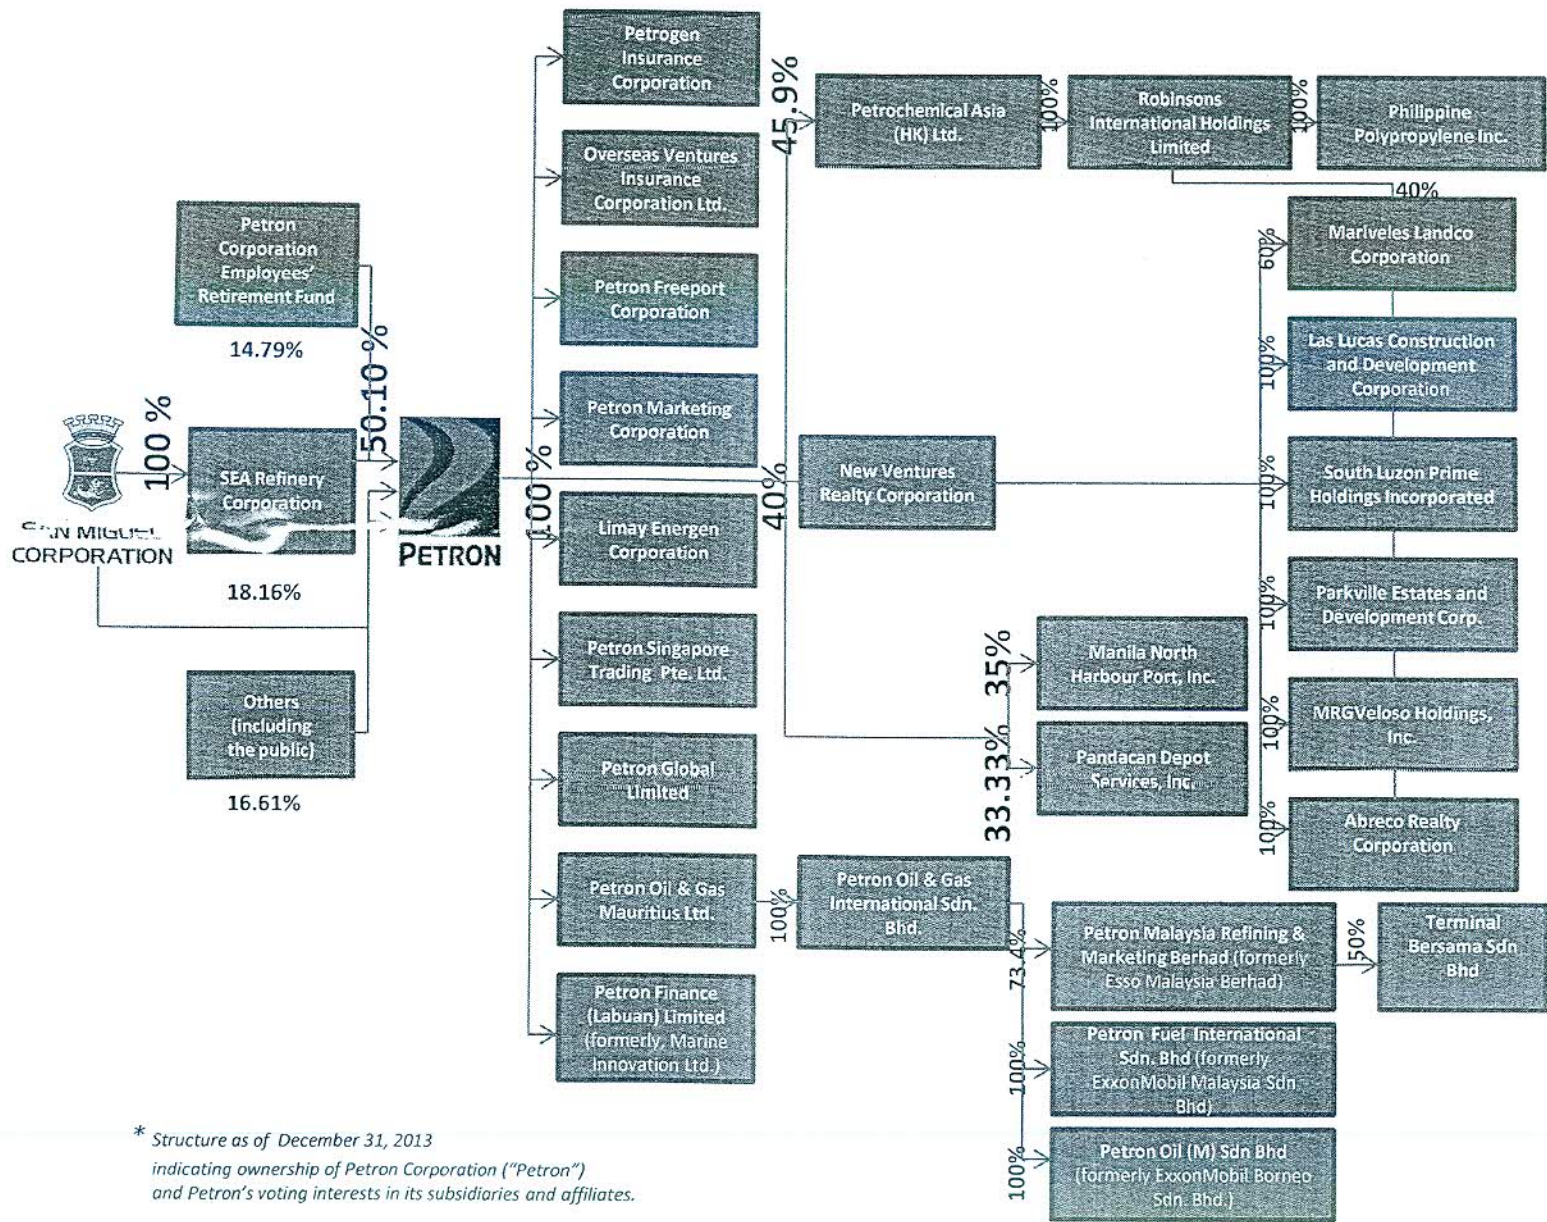 Petrogen
Insurance
Corporation
Overseas Ventures
Insurance
Corporation Ltd.
Petron Freeport
Corporation
Petron Marketing
Corporation
Limay Energen
Corporation
Petron Singapore
Trading Pte. Ltd.
Petron Global
Limited
Petron Oil & Gas
Mauritius Ltd.
Petron Finance
(Labuan) Limited
(formerly, Marine
Innovation Ltd.)
Petron
Corporation
Employees'
Retirement Fund
14.79%
50.10 %
100 %
SAN MIGUEL
CORPORATION
SEA Refinery
Corporation
18.16%
Others
(including
the public)
16.61%
PETRON
100 %
45.9%
40%
Petrochemical Asia
(HK) Ltd.
100%
Robinsons
International Holdings
Limited
100%
Philippine
Polypropylene Inc.
40%
New Ventures
Realty Corporation
60%
Mariveles Landco
Corporation
100%
Las Lucas Construction
and Development
Corporation
100%
South Luzon Prime
Holdings Incorporated
100%
Parkville Estates and
Development Corp.
100%
MRGVeloso Holdings,
Inc.
100%
Abreco Realty
Corporation
35%
Manila North
Harbour Port, Inc.
33.33%
Pandacan Depot
Services, Inc.
100%
Petron Oil & Gas
International Sdn.
Bhd.
73.4%
Petron Malaysia Refining &
Marketing Berhad (formerly
Esso Malaysia Berhad)
50%
Terminal
Bersama Sdn
Bhd
100%
Petron Fuel International
Sdn. Bhd (formerly
ExxonMobil Malaysia Sdn
Bhd)
100%
Petron Oil (M) Sdn Bhd
(formerly ExxonMobil Borneo
Sdn. Bhd.)
* Structure as of December 31, 2013
indicating ownership of Petron Corporation ("Petron")
and Petron's voting interests in its subsidiaries and affiliates.